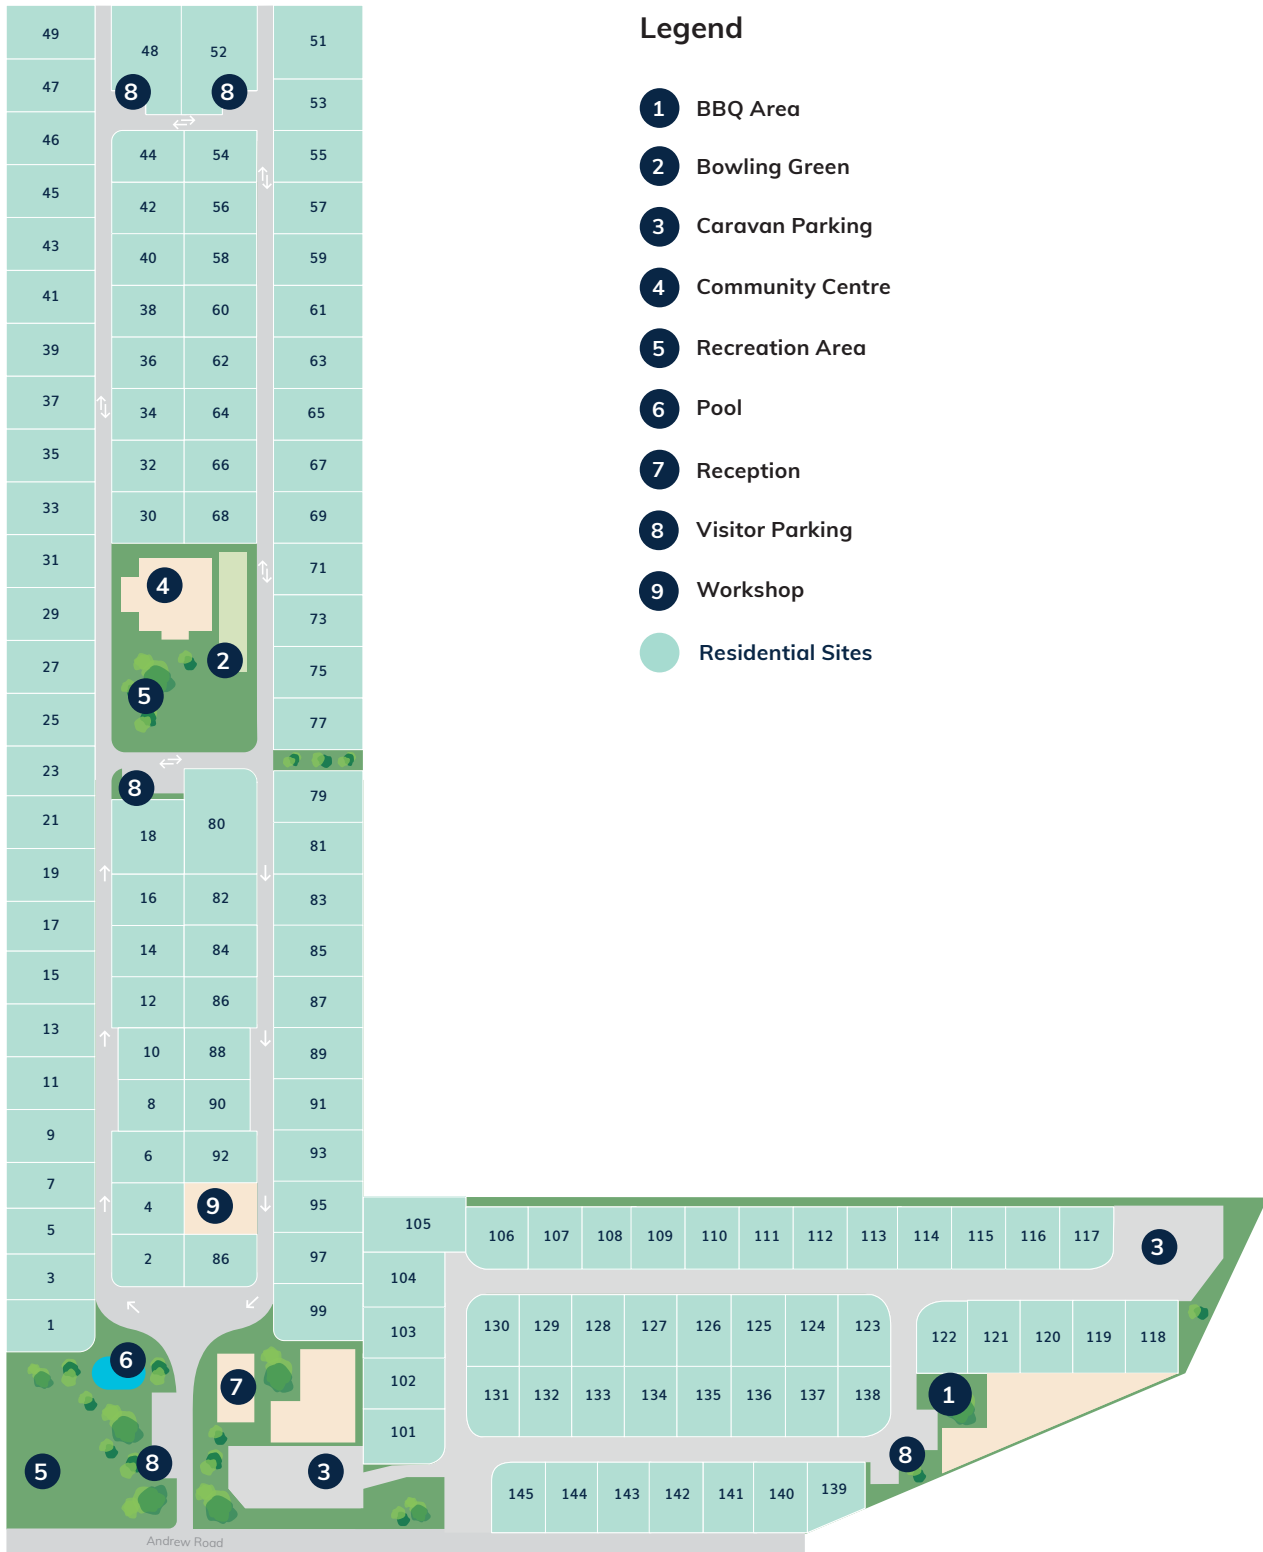 Legend
1 BBQ Area
2 Bowling Green
3 Caravan Parking
4 Community Centre
5 Recreation Area
6 Pool
7 Reception
8 Visitor Parking
9 Workshop
Residential Sites
49 48 52 51
47 8 8 53
46 44 54 55
45 42 56 57
43 40 58 59
41 38 60 61
39 36 62 63
37 34 64 65
35 32 66 67
33 30 68 69
31 4 71
29 73
27 2 75
25 5 77
23 8 79
21 18 80 81
19 16 82 83
17 14 84 85
15 12 86 87
13 10 88 89
11 8 90 91
9 6 92 93
7 4 9 95
5 2 86 97
3 99
1
105 106 107 108 109 110 111 112 113 114 115 116 117 3
104
103 130 129 128 127 126 125 124 123 122 121 120 119 118
102 131 132 133 134 135 136 137 138 1
101
6 7
5 8 3 8
145 144 143 142 141 140 139
Andrew Road